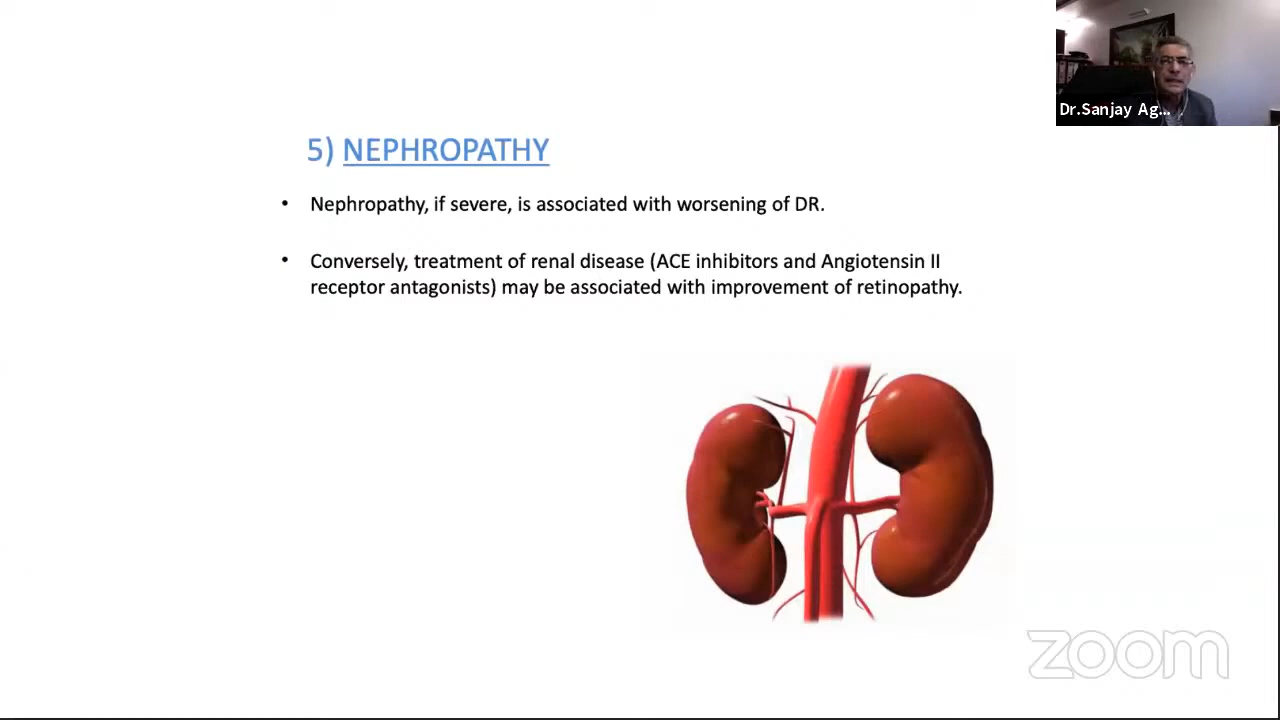 Dr.Sanjay Ag...
5) NEPHROPATHY
• Nephropathy, if severe, is associated with worsening of DR.
• Conversely, treatment of renal disease (ACE inhibitors and Angiotensin II
receptor antagonists) may be associated with improvement of retinopathy.
zoom